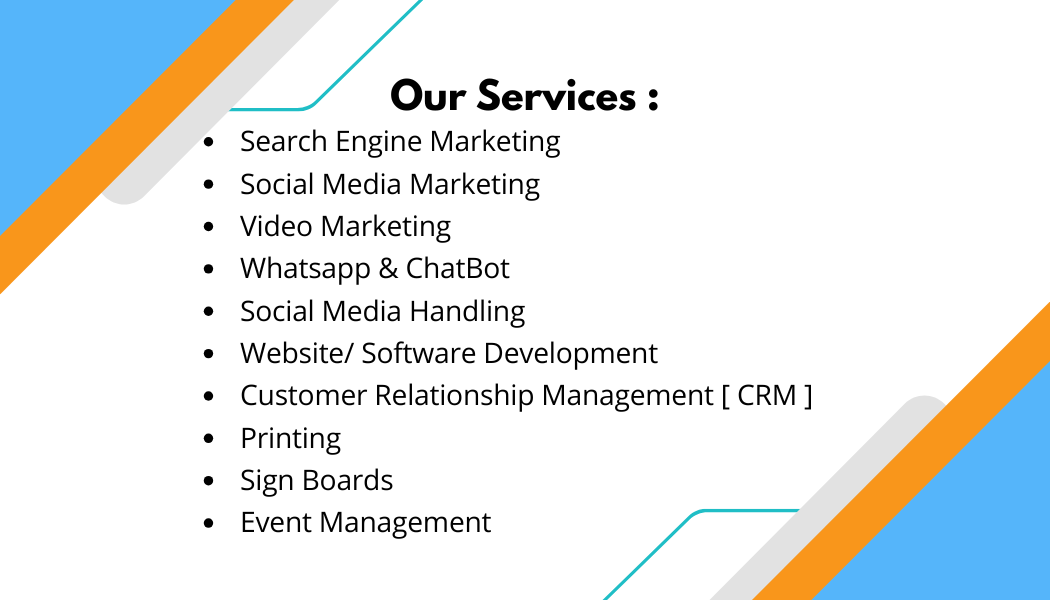 Our Services :
• Search Engine Marketing
• Social Media Marketing
• Video Marketing
• Whatsapp & ChatBot
• Social Media Handling
• Website/ Software Development
• Customer Relationship Management [ CRM ]
• Printing
• Sign Boards
• Event Management